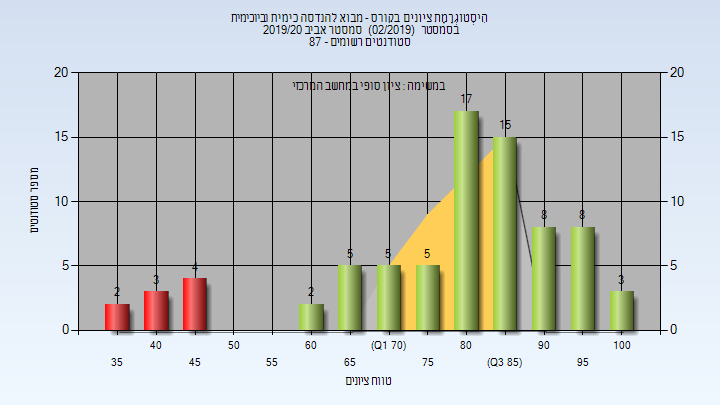 היסטוגרמת ציונים בקורס - מבוא להנדסה כימית וביוכימית
בסמסטר (02/2019) סמסטר אביב 2019/20
סטודנטים רשומים - 87
במשימה : ציון סופי במחשב המרכזי
20 20
15 15
10 10
5 5
0 0
מספר סטודנטים
2 3 4 2 5 5 5 17 15 8 8 3
40 50 60 (Q1 70) 80 90 100
35 45 55 65 75 (Q3 85) 95
טווח ציונים